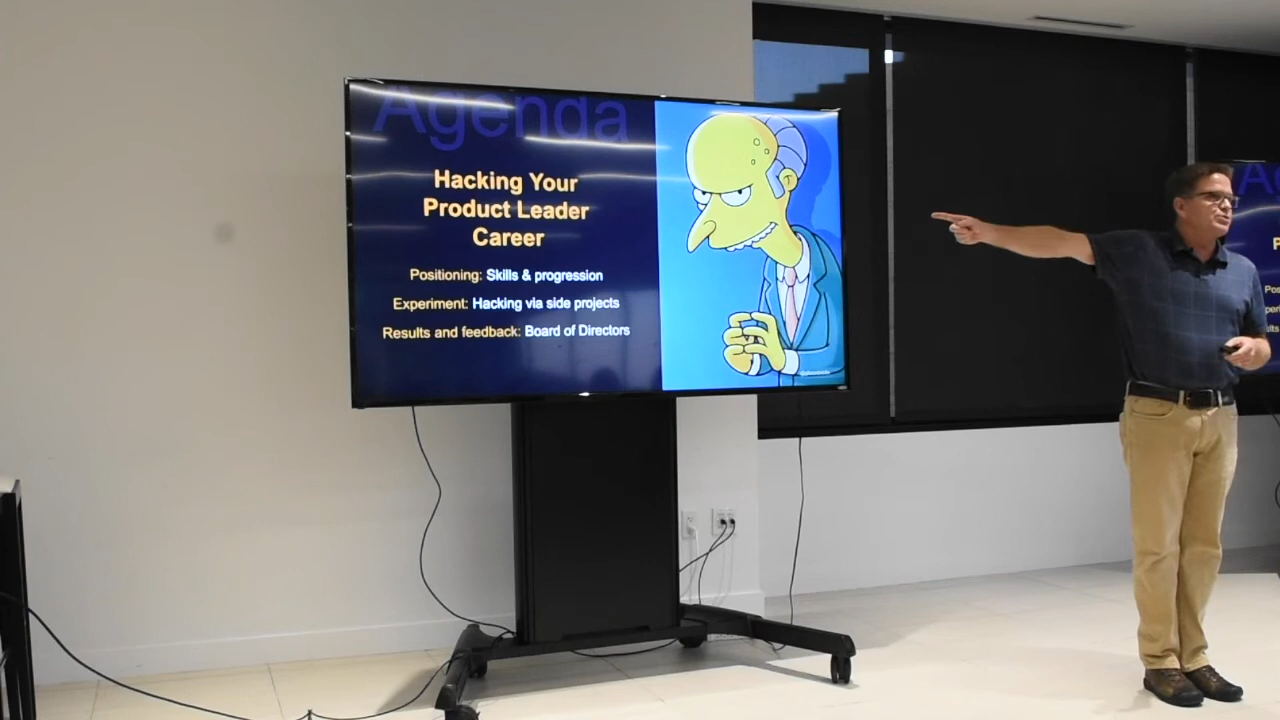 Agenda
Hacking Your
Product Leader
Career
Positioning: Skills & progression
Experiment: Hacking via side projects
Results and feedback: Board of Directors